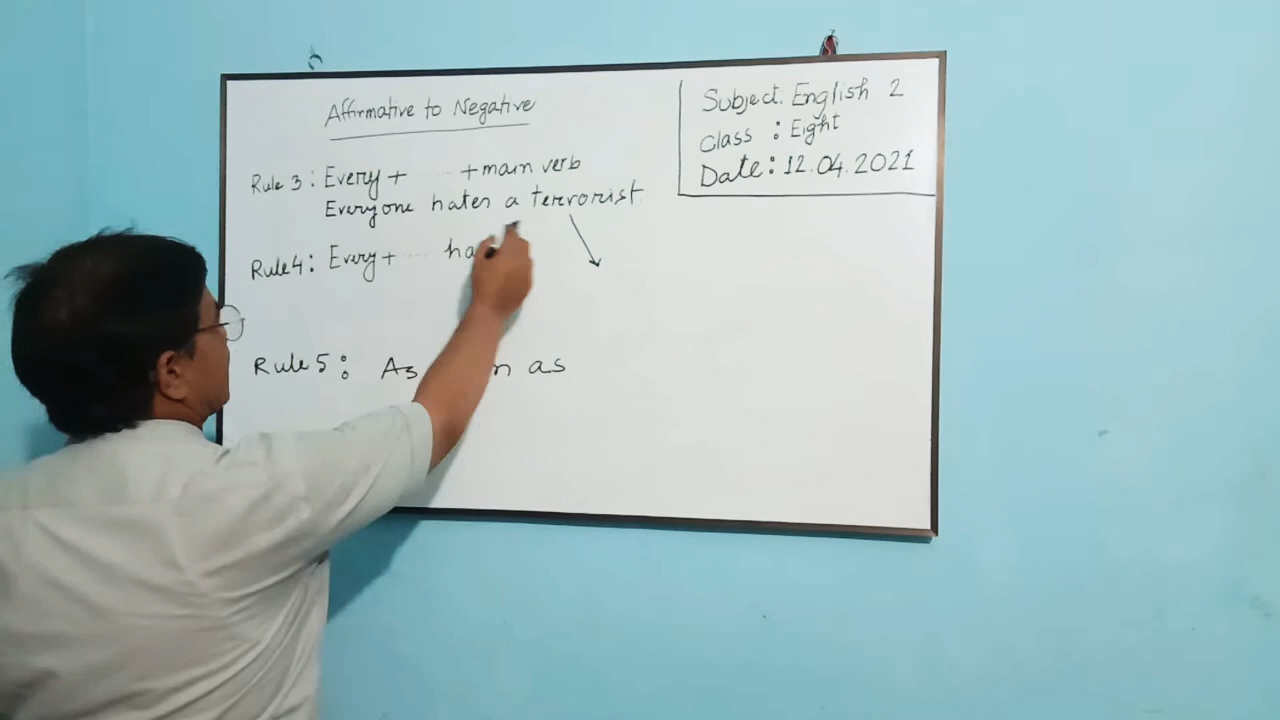 Affirmative to Negative
Rule 3: Every + ..... + main verb
Everyone hates a terrorist.
Rule 4: Every + ....
Rule 5: As as
Subject. English 2
Class : Eight
Date: 12.04.2021